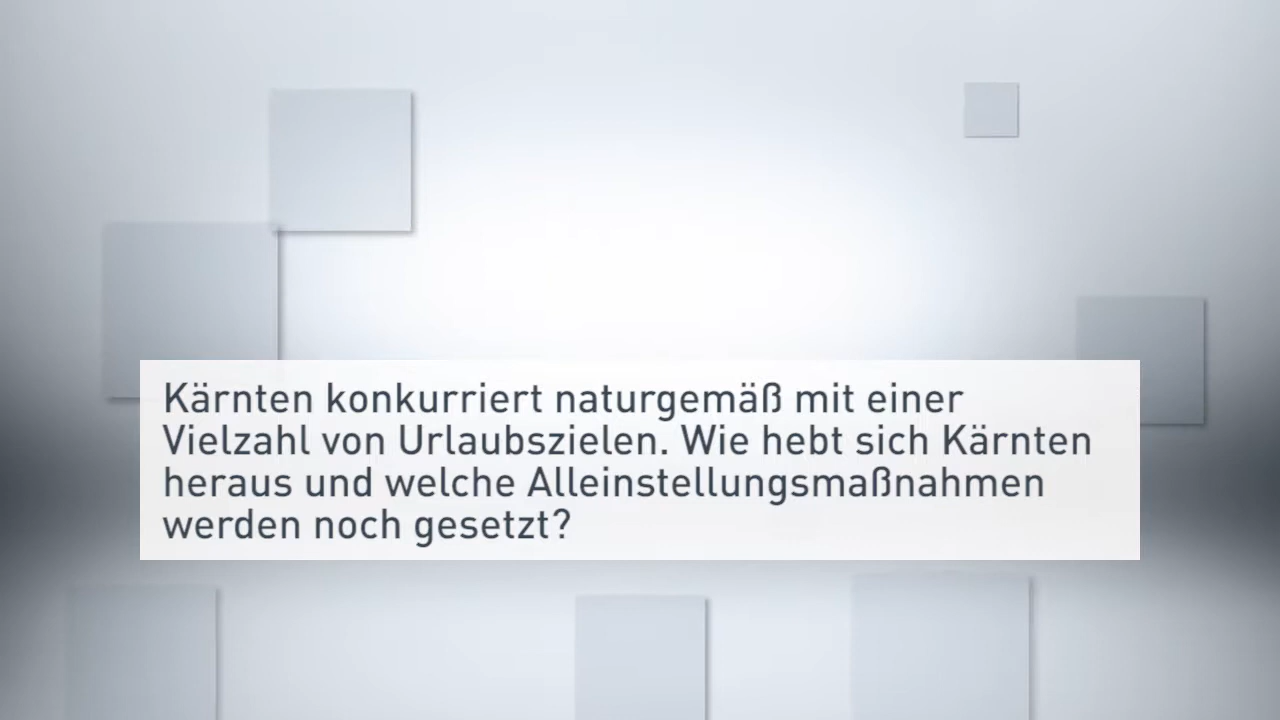 Kärnten konkurriert naturgemäß mit einer
Vielzahl von Urlaubszielen. Wie hebt sich Kärnten
heraus und welche Alleinstellungsmaßnahmen
werden noch gesetzt?